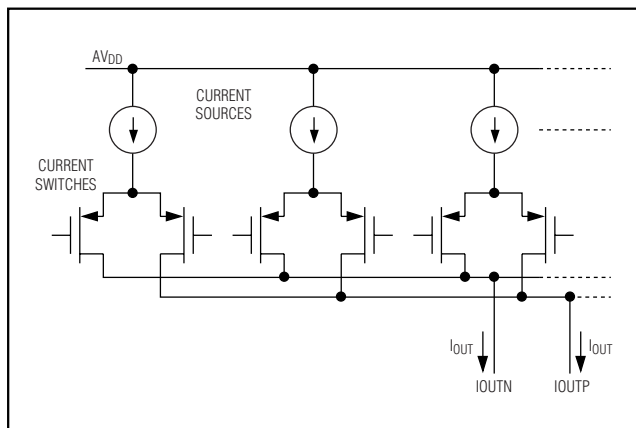 AVDD
CURRENT
SOURCES
CURRENT
SWITCHES
IOUT
IOUT
IOUTN
IOUTP